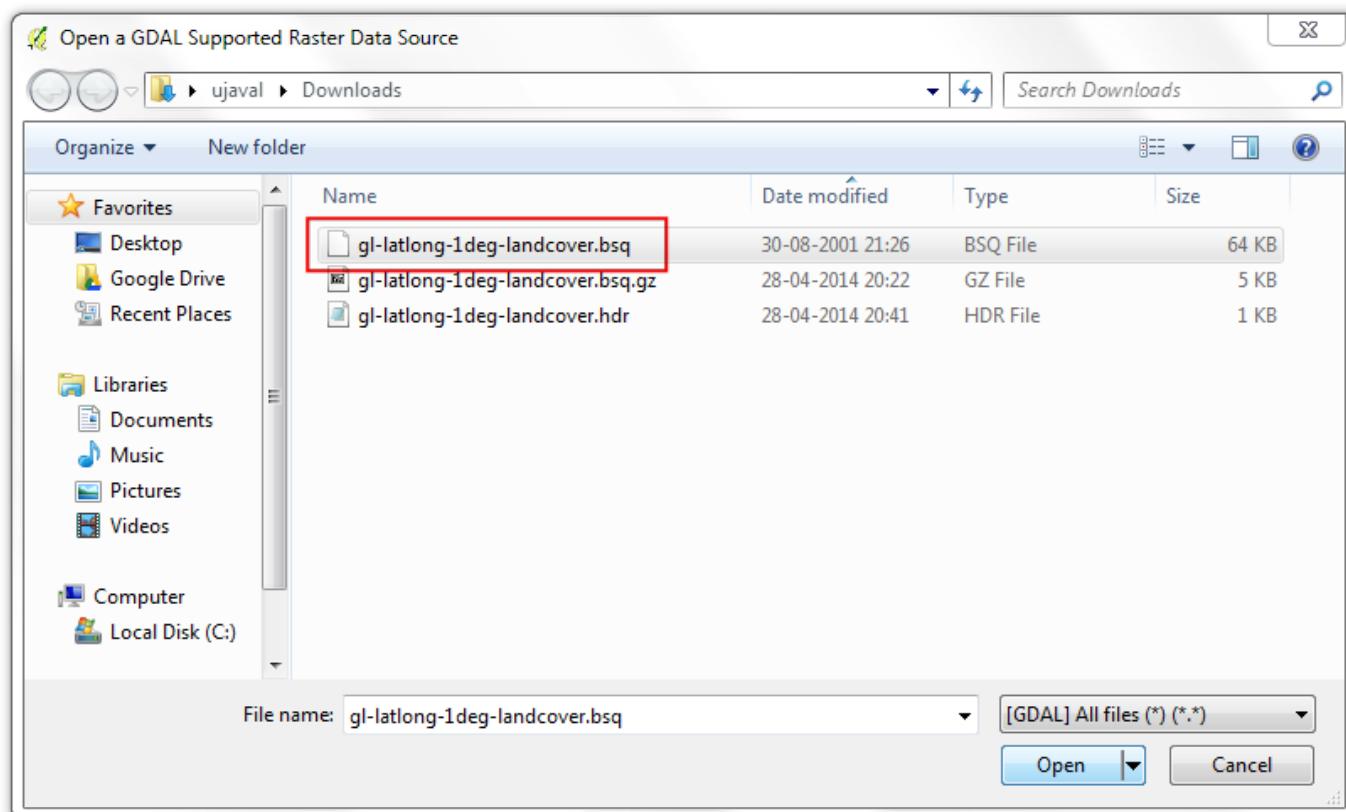 Open a GDAL Supported Raster Data Source
ujaval Downloads Search Downloads
Organize New folder
Name Date modified Type Size
Favorites
Desktop gl-latlong-1deg-landcover.bsq 30-08-2001 21:26 BSQ File 64 KB
Google Drive gl-latlong-1deg-landcover.bsq.gz 28-04-2014 20:22 GZ File 5 KB
Recent Places gl-latlong-1deg-landcover.hdr 28-04-2014 20:41 HDR File 1 KB
Libraries
Documents
Music
Pictures
Videos
Computer
Local Disk (C:)
File name: gl-latlong-1deg-landcover.bsq [GDAL] All files (*) (*.*)
Open Cancel